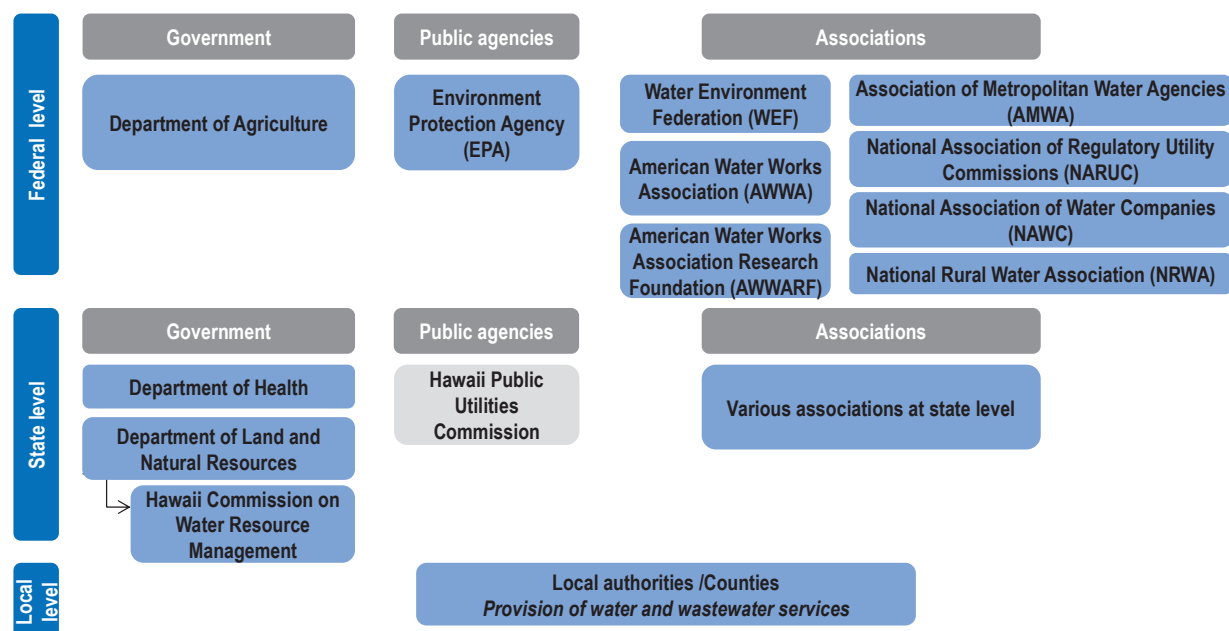 Federal level
Government
Public agencies
Associations
Department of Agriculture
Environment
Protection Agency
(EPA)
Water Environment
Federation (WEF)
American Water Works
Association (AWWA)
American Water Works
Association Research
Foundation (AWWARF)
Association of Metropolitan Water Agencies
(AMWA)
National Association of Regulatory Utility
Commissions (NARUC)
National Association of Water Companies
(NAWC)
National Rural Water Association (NRWA)
State level
Government
Public agencies
Associations
Department of Health
Department of Land and
Natural Resources
Hawaii Commission on
Water Resource
Management
Hawaii Public
Utilities
Commission
Various associations at state level
Local
level
Local authorities /Counties
Provision of water and wastewater services